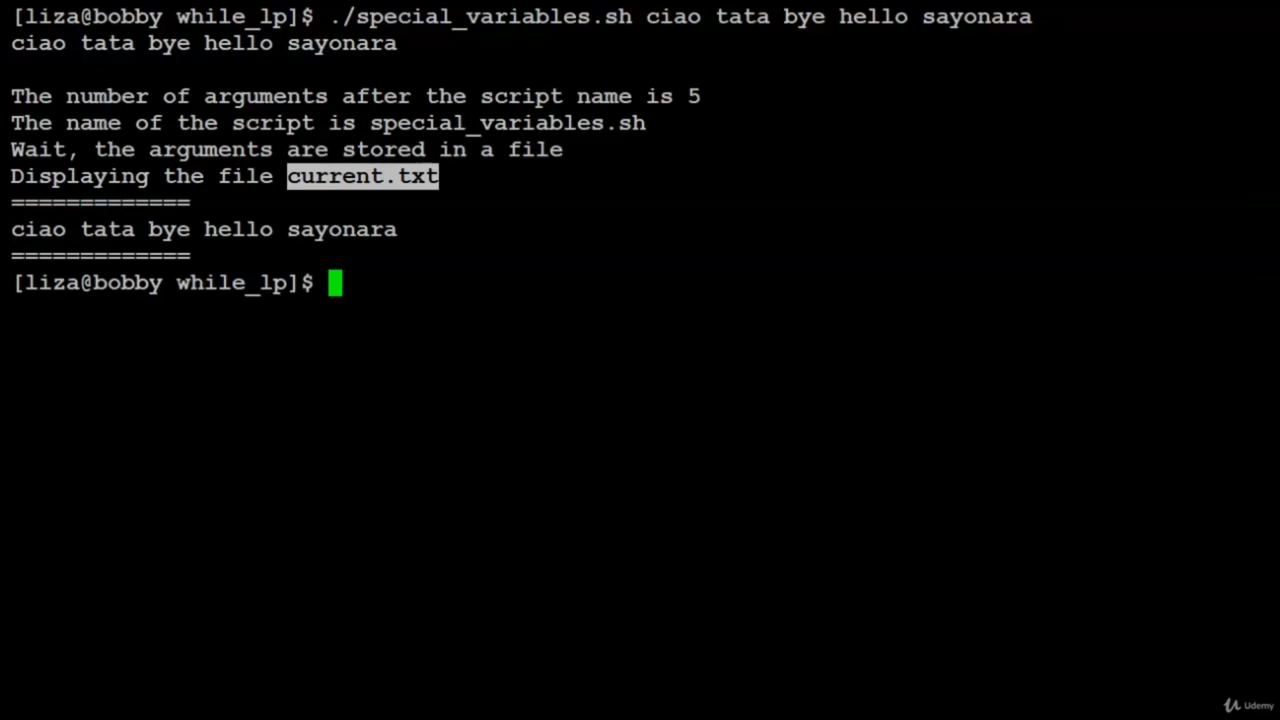 [liza@bobby while_lp]$ ./special_variables.sh ciao tata bye hello sayonara
ciao tata bye hello sayonara
The number of arguments after the script name is 5
The name of the script is special_variables.sh
Wait, the arguments are stored in a file
Displaying the file current.txt
=============
ciao tata bye hello sayonara
=============
[liza@bobby while_lp]$
Udemy